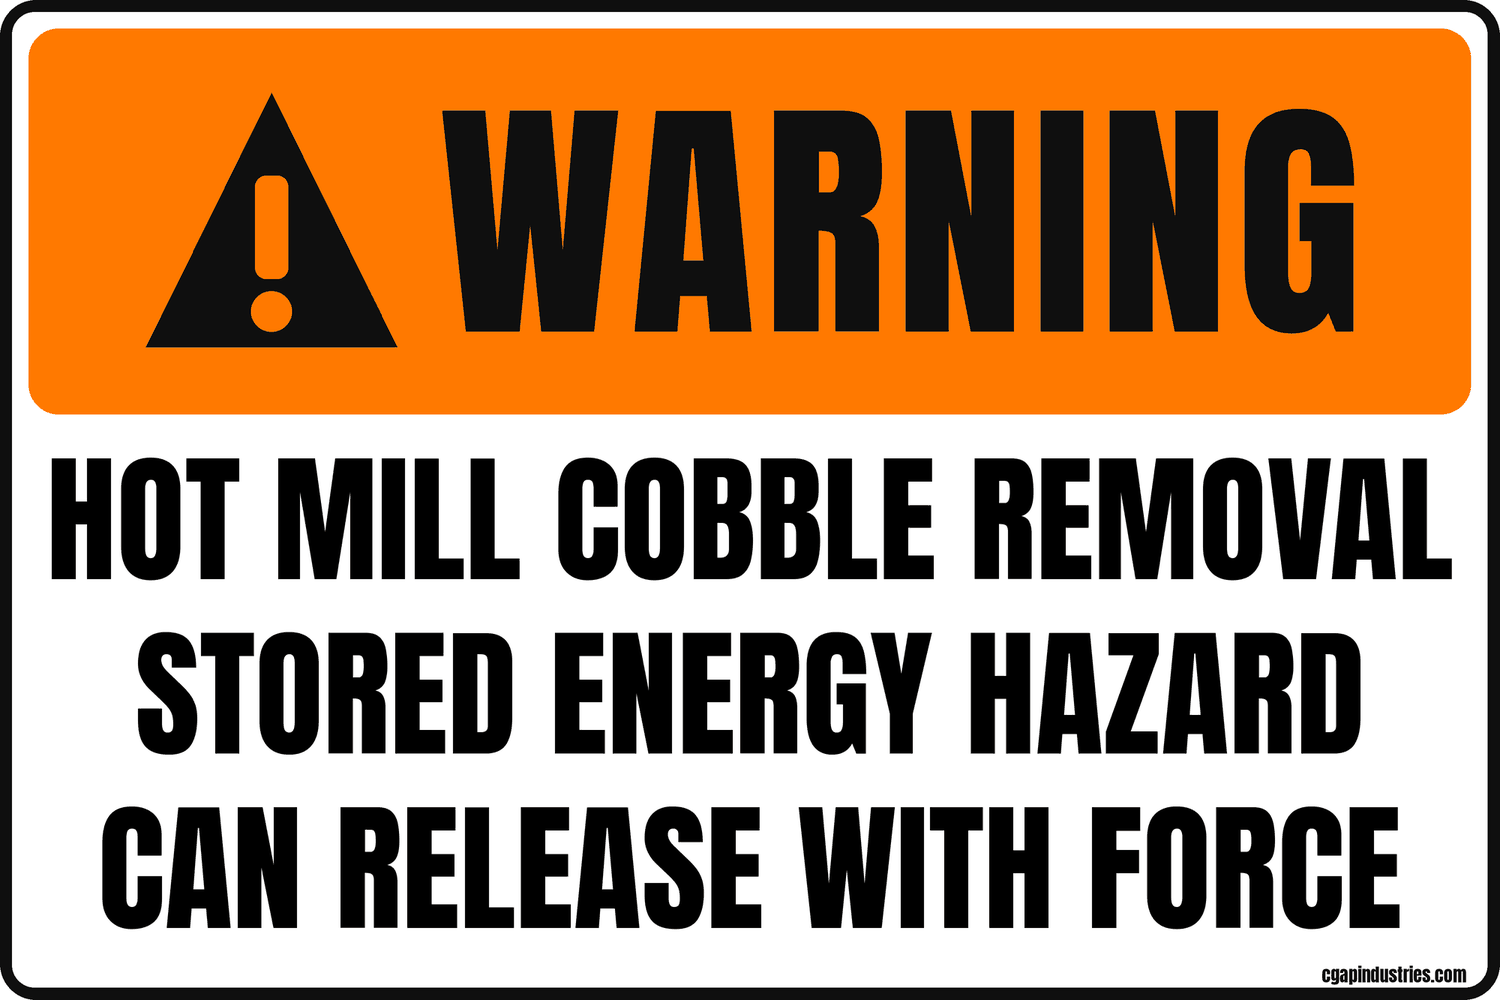 WARNING
HOT MILL COBBLE REMOVAL
STORED ENERGY HAZARD
CAN RELEASE WITH FORCE
cgapindustries.com